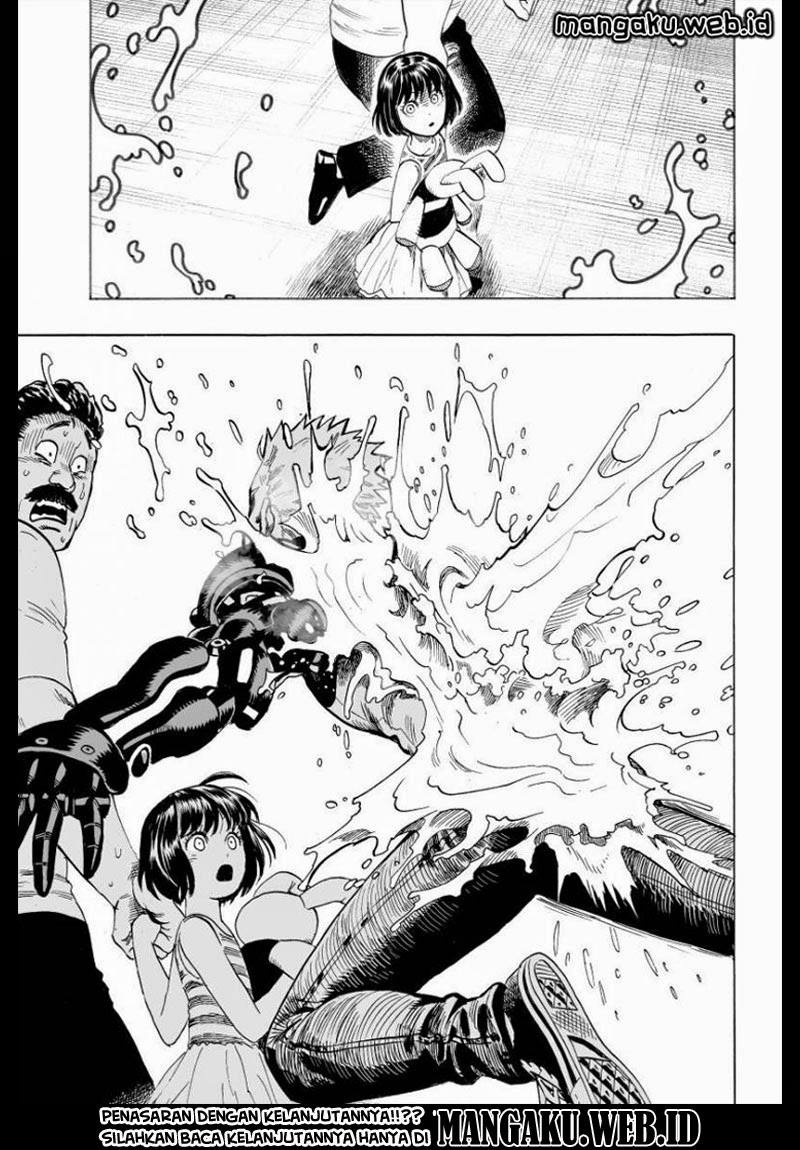 mangaku.web.id
PENASARAN DENGAN KELANJUTANNYA!!??
SILAHKAN BACA KELANJUTANNYA HANYA DI MANGAKU.WEB.ID